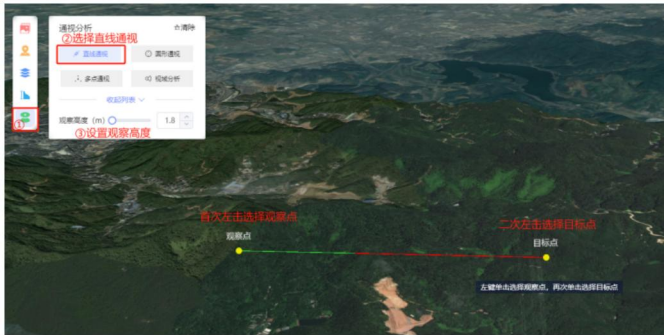 通视分析
清除
②选择直线通视
直线通视
圆形通视
多点通视
视域分析
收起列表
①
观察高度（m）
1.8
③设置观察高度
首次左击选择观察点
二次左击选择目标点
观察点
目标点
左键单击选择观察点，再次单击选择目标点